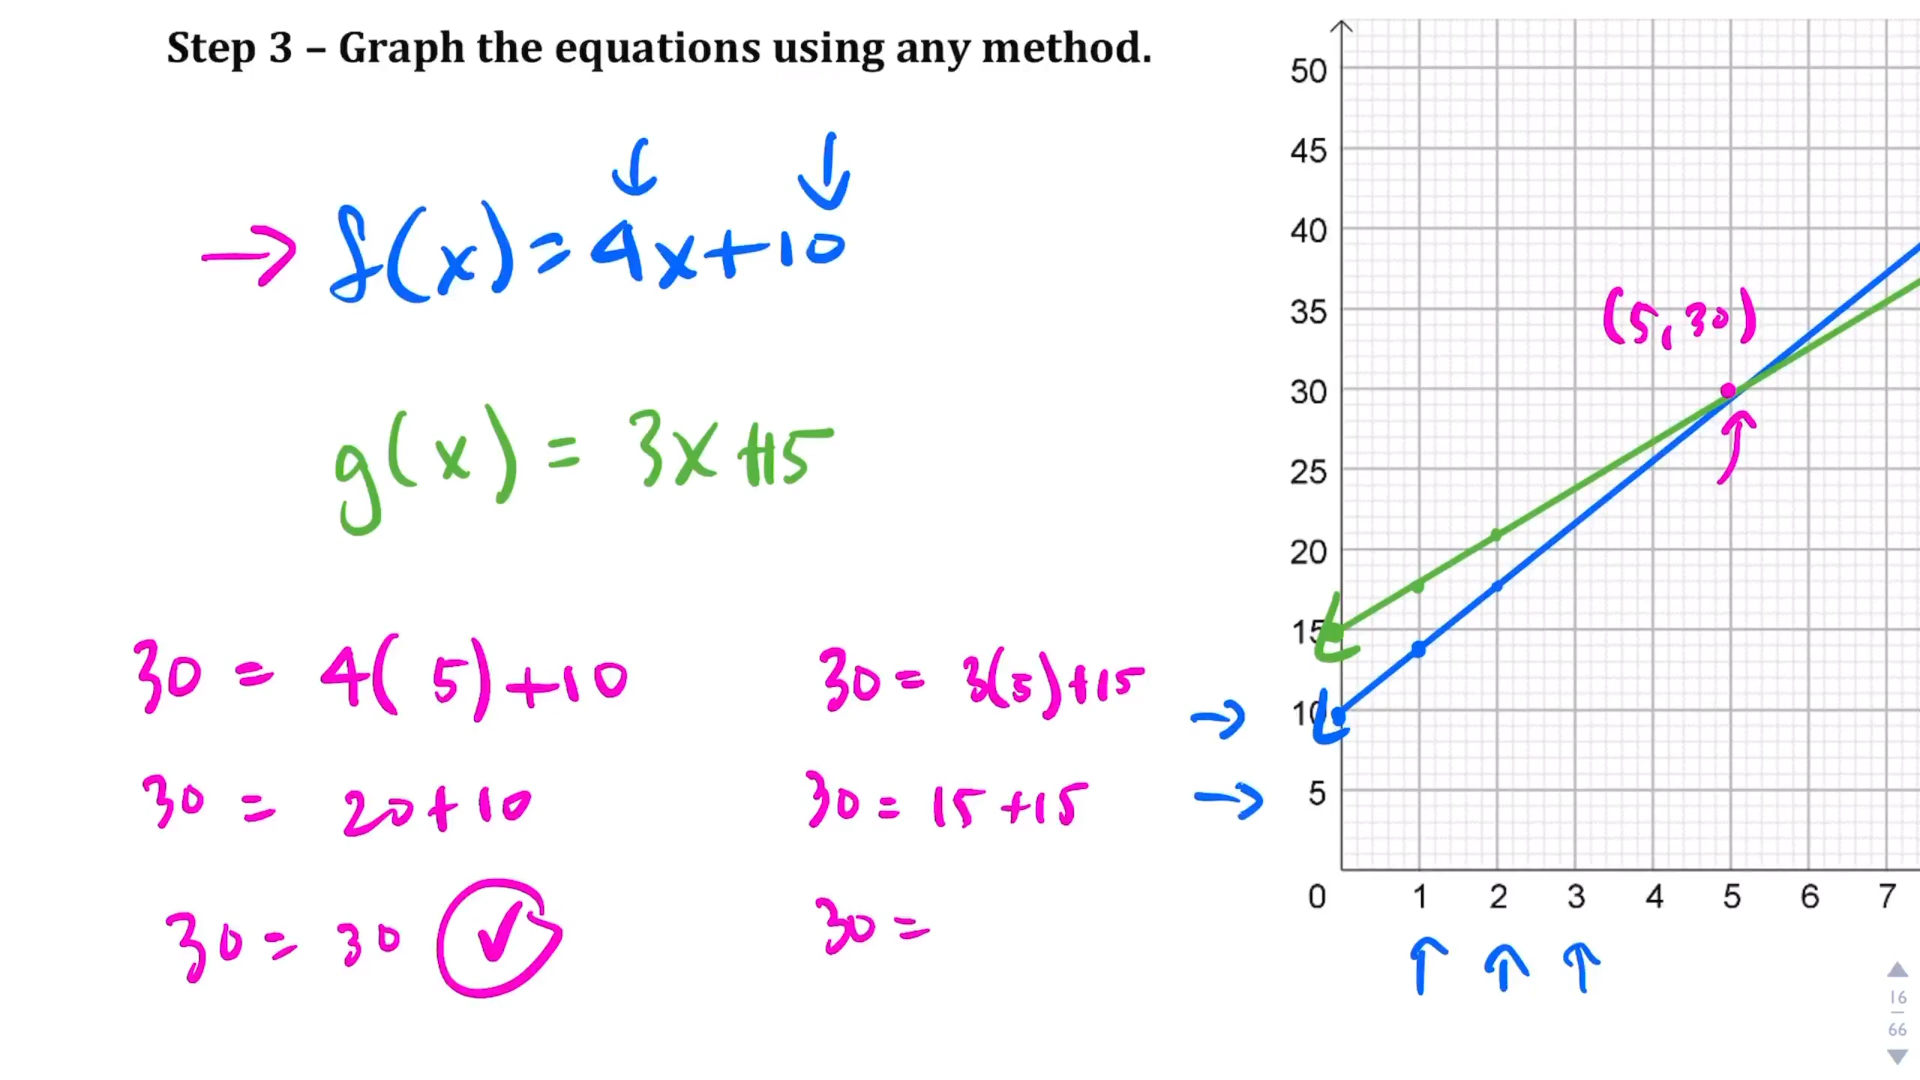 Step 3 – Graph the equations using any method.
→ f(x) = 4x+10
g(x) = 3x+15
30 = 4(5)+10
30 = 20+10
30 = 30 ✓
30 = 3(5)+15
30 = 15+15
30 =
50
45
40
35
30
25
20
15
10
5
0 1 2 3 4 5 6 7
(5,30)
16
66